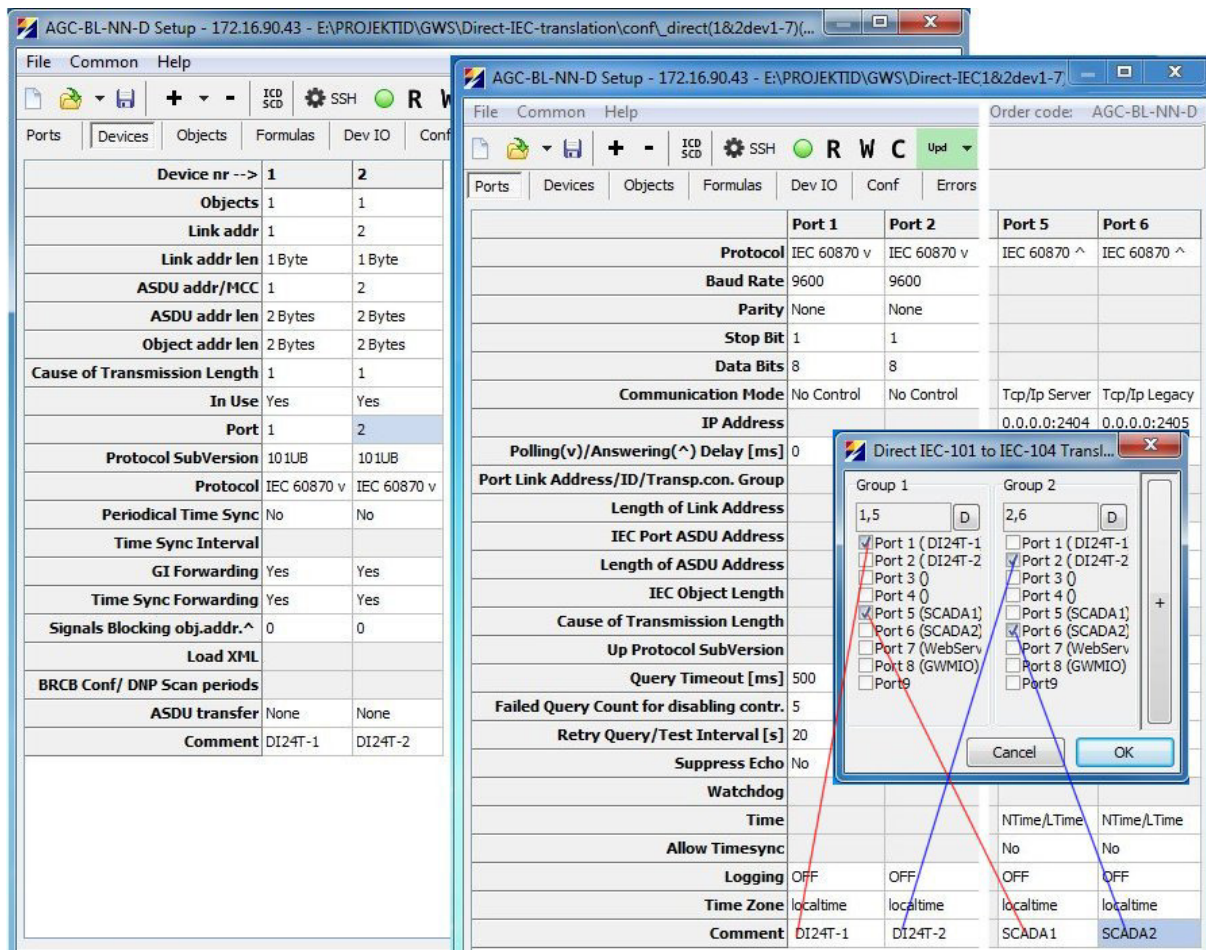 AGC-BL-NN-D Setup - 172.16.90.43 - E:\PROJEKTID\GWS\Direct-IEC-translation\conf\_direct(1&2dev1-7)(...
File Common Help
ICD SCD SSH R W
Ports Devices Objects Formulas Dev IO Conf
Device nr --> 1 2
Objects 1 1
Link addr 1 2
Link addr len 1 Byte 1 Byte
ASDU addr/MCC 1 2
ASDU addr len 2 Bytes 2 Bytes
Object addr len 2 Bytes 2 Bytes
Cause of Transmission Length 1 1
In Use Yes Yes
Port 1 2
Protocol SubVersion 101UB 101UB
Protocol IEC 60870 v IEC 60870 v
Periodical Time Sync No No
Time Sync Interval
GI Forwarding Yes Yes
Time Sync Forwarding Yes Yes
Signals Blocking obj.addr.^ 0 0
Load XML
BRCB Conf/ DNP Scan periods
ASDU transfer None None
Comment DI24T-1 DI24T-2
AGC-BL-NN-D Setup - 172.16.90.43 - E:\PROJEKTID\GWS\Direct-IEC1&2dev1-7)
File Common Help Order code: AGC-BL-NN-D
+ - ICD SCD SSH R W C Upd
Ports Devices Objects Formulas Dev IO Conf Errors
Port 1 Port 2 Port 5 Port 6
Protocol IEC 60870 v IEC 60870 v IEC 60870 ^ IEC 60870 ^
Baud Rate 9600 9600
Parity None None
Stop Bit 1 1
Data Bits 8 8
Communication Mode No Control No Control Tcp/Ip Server Tcp/Ip Legacy
IP Address 0.0.0.0:2404 0.0.0.0:2405
Polling(v)/Answering(^) Delay [ms] 0
Port Link Address/ID/Transp.con. Group
Length of Link Address
IEC Port ASDU Address
Length of ASDU Address
IEC Object Length
Cause of Transmission Length
Up Protocol SubVersion
Query Timeout [ms] 500
Failed Query Count for disabling contr. 5
Retry Query/Test Interval [s] 20
Suppress Echo No
Watchdog
Time NTime/LTime NTime/LTime
Allow Timesync No No
Logging OFF OFF OFF OFF
Time Zone localtime localtime localtime localtime
Comment DI24T-1 DI24T-2 SCADA1 SCADA2
Direct IEC-101 to IEC-104 Transl...
Group 1 Group 2
1,5 D 2,6 D
Port 1 ( DI24T-1 Port 1 ( DI24T-1
Port 2 ( DI24T-2 Port 2 ( DI24T-2
Port 3 () Port 3 ()
Port 4 () Port 4 ()
Port 5 (SCADA1) Port 5 (SCADA1)
Port 6 (SCADA2) Port 6 (SCADA2)
Port 7 (WebServ Port 7 (WebServ
Port 8 (GWMIO) Port 8 (GWMIO)
Port9 Port9
+
Cancel OK